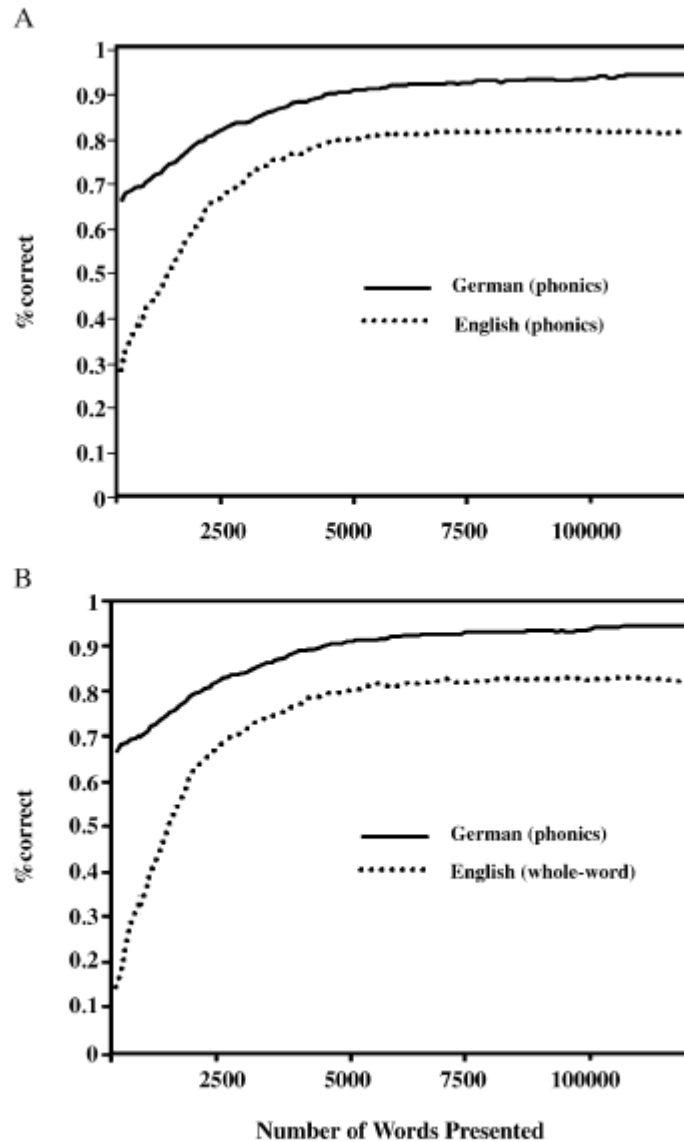 A
1
0.9
0.8
0.7
0.6
0.5
0.4
0.3
0.2
0.1
0
%correct
German (phonics)
English (phonics)
2500 5000 7500 100000
B
1
0.9
0.8
0.7
0.6
0.5
0.4
0.3
0.2
0.1
0
%correct
German (phonics)
English (whole-word)
2500 5000 7500 100000
Number of Words Presented